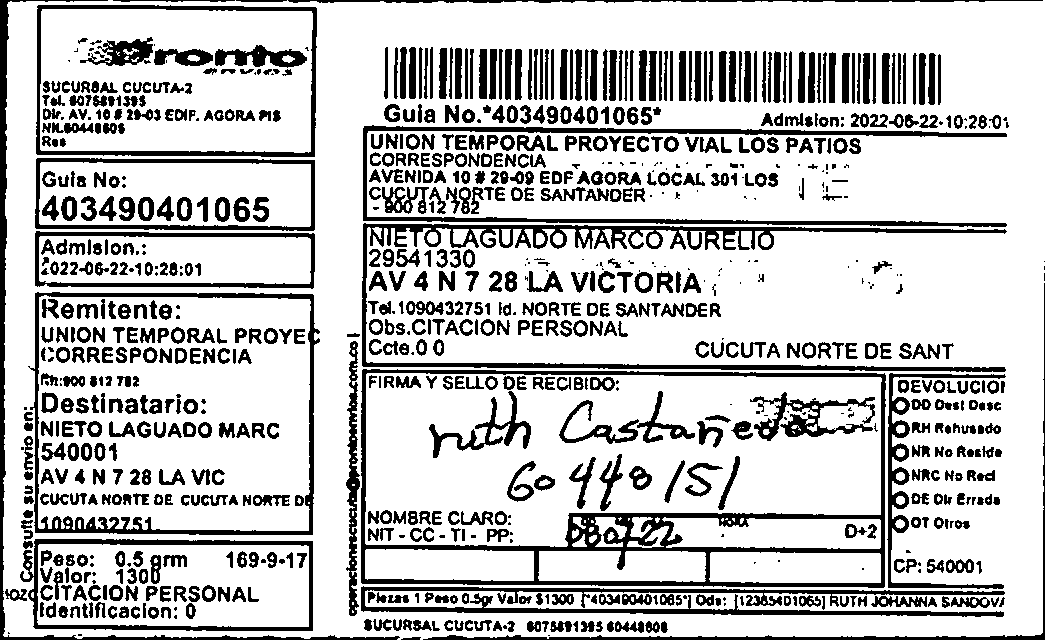 Pronto
envios
SUCURSAL CUCUTA-2
Tel. 6075891395
Dir. AV. 10 # 29-03 EDIF. AGORA PIS
Nit.60448606
Res
Guia No:
403490401065
Admision.:
2022-06-22-10:28:01
Remitente:
UNION TEMPORAL PROYEC
CORRESPONDENCIA
Nit:900 812 782
Destinatario:
NIETO LAGUADO MARC
540001
AV 4 N 7 28 LA VIC
CUCUTA NORTE DE CUCUTA NORTE DE
1090432751
Peso: 0.5 grm 169-9-17
Valor: 1300
CITACION PERSONAL
Identificacion: 0
Consulte su envio en:
Guia No.*403490401065*
Admision: 2022-06-22-10:28:01
UNION TEMPORAL PROYECTO VIAL LOS PATIOS
CORRESPONDENCIA
AVENIDA 10 # 29-09 EDF AGORA LOCAL 301 LOS
CUCUTA NORTE DE SANTANDER
- 900 812 782
NIETO LAGUADO MARCO AURELIO
29541330
AV 4 N 7 28 LA VICTORIA
Tel.1090432751 Id. NORTE DE SANTANDER
Obs.CITACION PERSONAL
Ccte.0 0
CUCUTA NORTE DE SANT
operacionescucuta@prontoenvios.com.co
FIRMA Y SELLO DE RECIBIDO:
ruth Castañeda
60448151
NOMBRE CLARO:
NIT - CC - TI - PP:
HORA
D+2
DEVOLUCION
DD Dest Desc
RH Rehusado
NR No Reside
NRC No Recl
DE Dir Errada
OT Otros
CP: 540001
Piezas 1 Peso 0.5gr Valor $1300 [*403490401065*] Ods: [12365401065] RUTH JOHANNA SANDOVA
SUCURSAL CUCUTA-2 6075891395 60448606